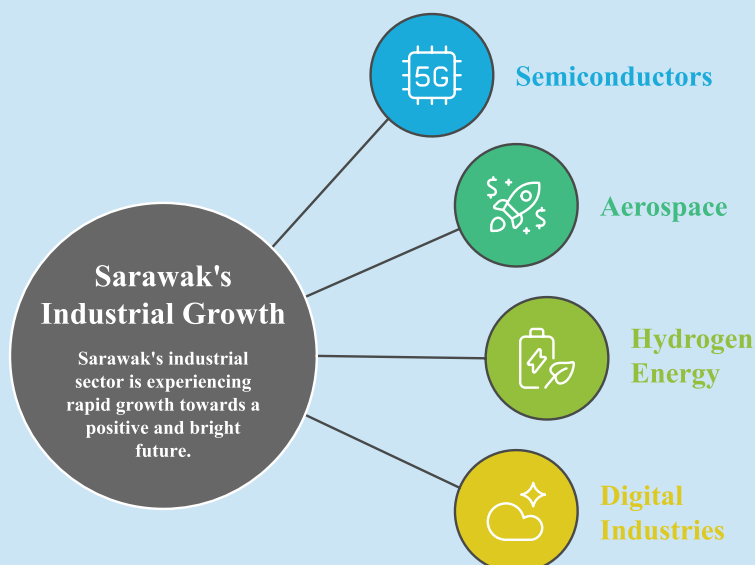 5G
Semiconductors
Aerospace
Sarawak's
Industrial Growth
Sarawak's industrial
sector is experiencing
rapid growth towards a
positive and bright
future.
Hydrogen
Energy
Digital
Industries